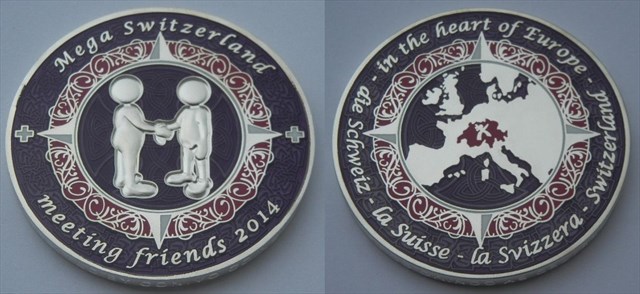 Mega Switzerland
meeting friends 2014
- in the heart of Europe -
die Schweiz - la Suisse - la Svizzera - Switzerland